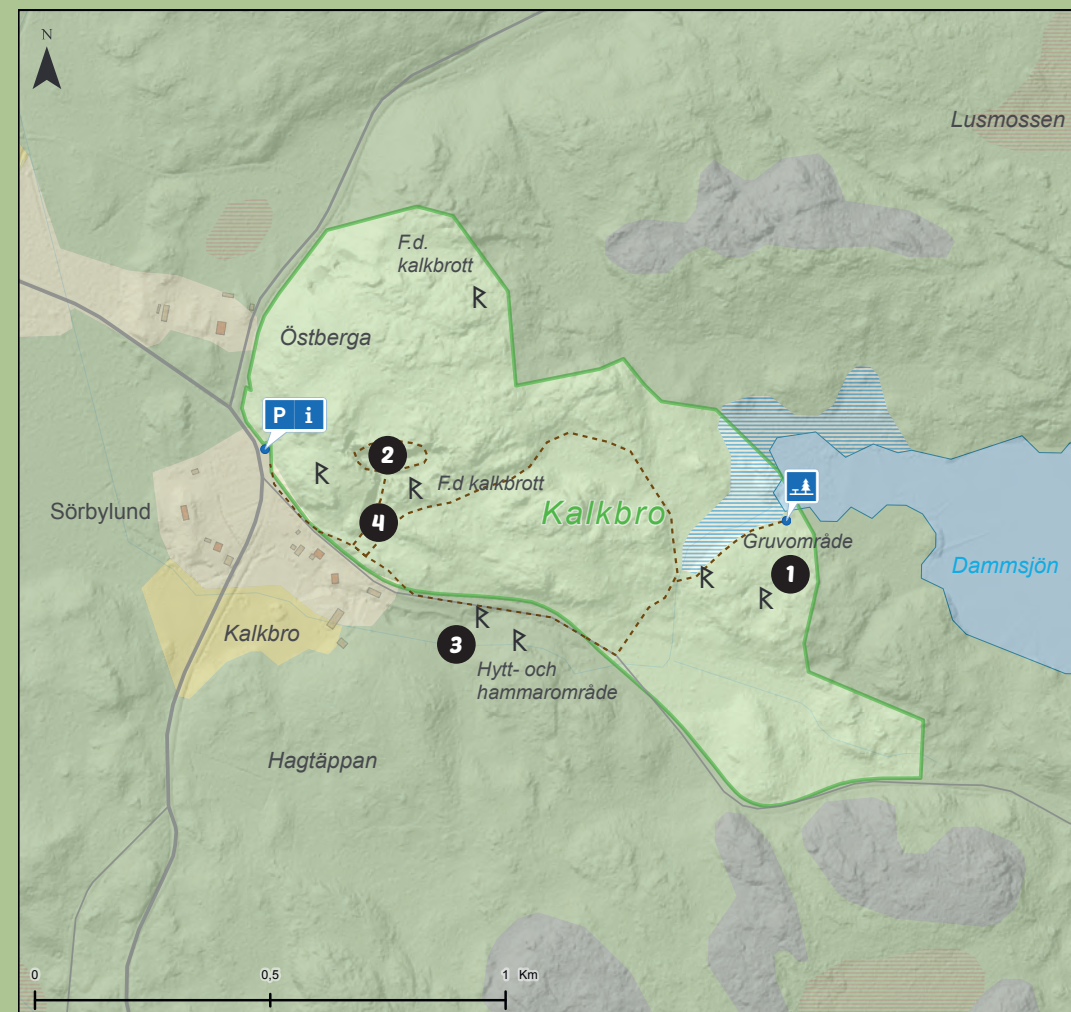 N
Lusmossen
F.d.
kalkbrott
Östberga
P i
2
F.d kalkbrott
Sörbylund
4
Kalkbro
Gruvområde
1
Dammsjön
Kalkbro
3
Hytt- och
hammarområde
Hagtäppan
0 0,5 1 Km